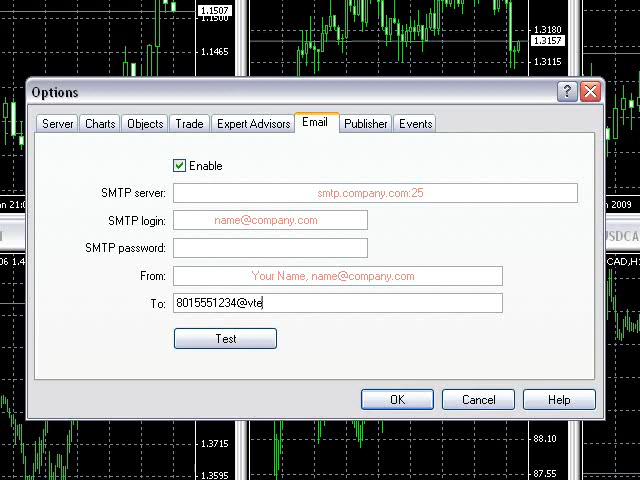 1.1507
1.1500
1.1465
1.3180
1.3157
1.3115
Options
Server Charts Objects Trade Expert Advisors Email Publisher Events
Enable
SMTP server: smtp.company.com:25
SMTP login: name@company.com
SMTP password:
From: Your Name, name@company.com
To: 8015551234@vte
Test
OK Cancel Help
2009
USDCA
CAD,H
1.3715
1.3595
88.10
87.55